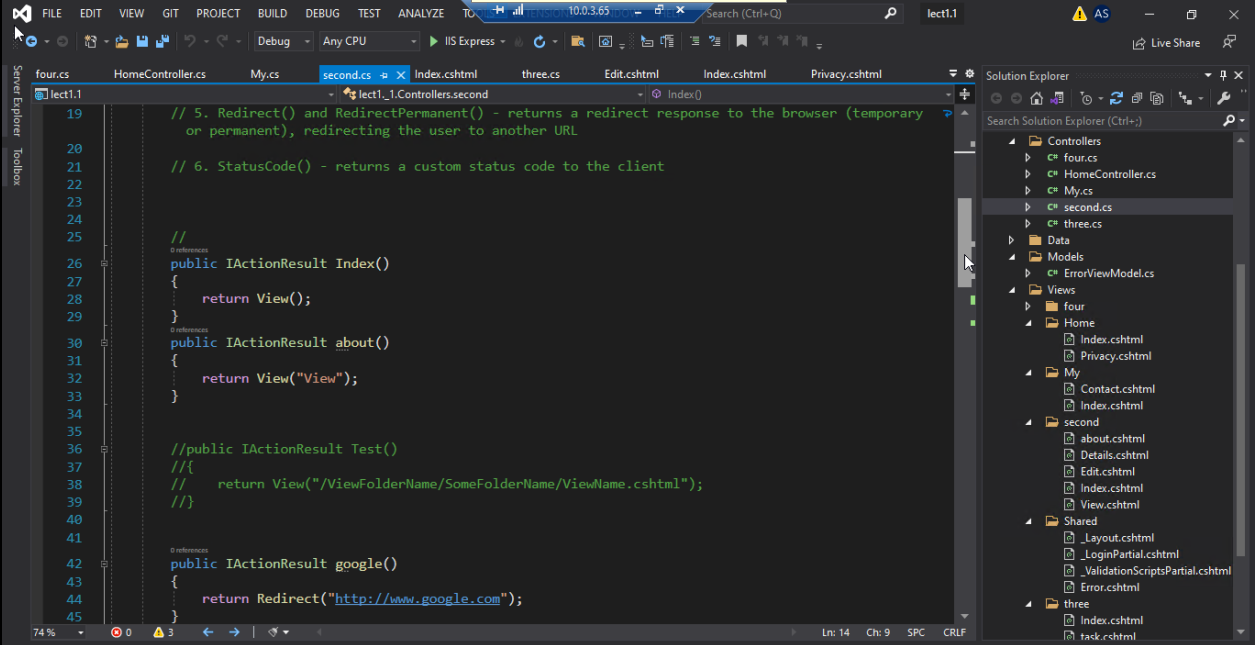 FILE EDIT VIEW GIT PROJECT BUILD DEBUG TEST ANALYZE 10.0.3.65 Search (Ctrl+Q) lect1.1 AS
Debug Any CPU IIS Express Live Share
Server Explorer
Toolbox
four.cs HomeController.cs My.cs second.cs Index.cshtml three.cs Edit.cshtml Index.cshtml Privacy.cshtml
lect1.1 lect1._1.Controllers.second Index()
19 // 5. Redirect() and RedirectPermanent() - returns a redirect response to the browser (temporary
or permanent), redirecting the user to another URL
20
21 // 6. StatusCode() - returns a custom status code to the client
22
23
24
25 //
0 references
26 public IActionResult Index()
27 {
28 return View();
29 }
0 references
30 public IActionResult about()
31 {
32 return View("View");
33 }
34
35
36 //public IActionResult Test()
37 //{
38 // return View("/ViewFolderName/SomeFolderName/ViewName.cshtml");
39 //}
40
41
0 references
42 public IActionResult google()
43 {
44 return Redirect("http://www.google.com");
45 }
74 % 0 3 Ln: 14 Ch: 9 SPC CRLF
Solution Explorer
Search Solution Explorer (Ctrl+;)
Controllers
C# four.cs
C# HomeController.cs
C# My.cs
C# second.cs
C# three.cs
Data
Models
C# ErrorViewModel.cs
Views
four
Home
Index.cshtml
Privacy.cshtml
My
Contact.cshtml
Index.cshtml
second
about.cshtml
Details.cshtml
Edit.cshtml
Index.cshtml
View.cshtml
Shared
_Layout.cshtml
_LoginPartial.cshtml
_ValidationScriptsPartial.cshtml
Error.cshtml
three
Index.cshtml
task.cshtml